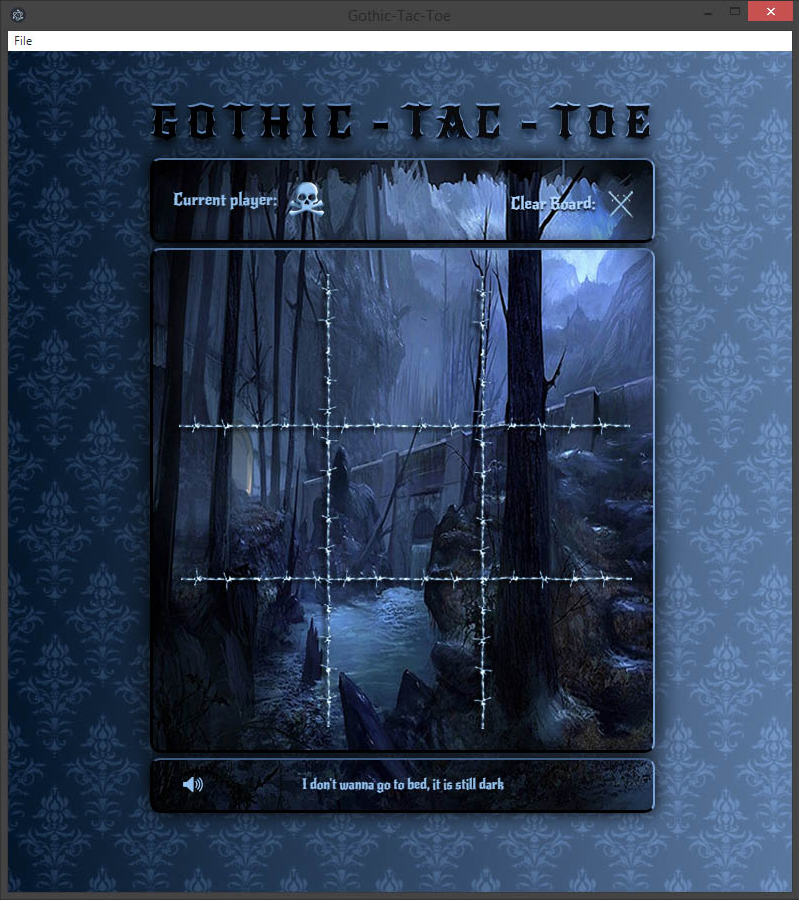 Gothic-Tac-Toe
File
GOTHIC - TAC - TOE
Current player:
Clear Board:
I don't wanna go to bed, it is still dark